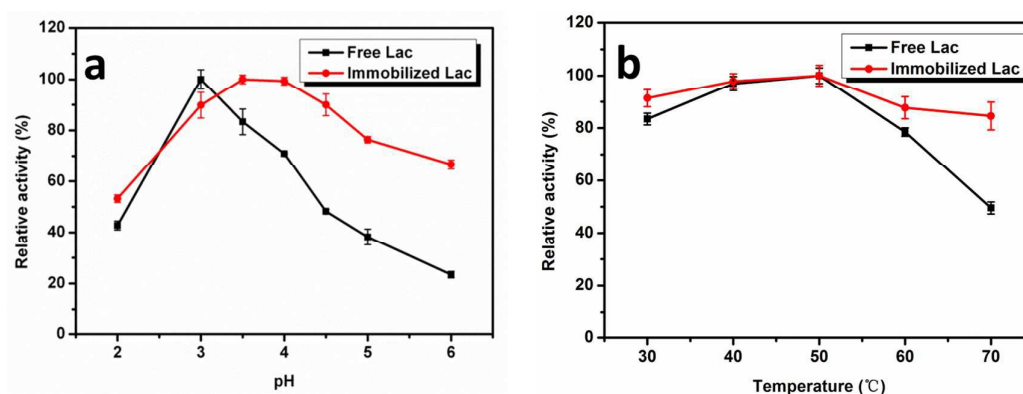 a
Free Lac
Immobilized Lac
Relative activity (%)
120
100
80
60
40
20
0
2
3
4
5
6
pH
b
Free Lac
Immobilized Lac
Relative activity (%)
120
100
80
60
40
20
0
30
40
50
60
70
Temperature (℃)